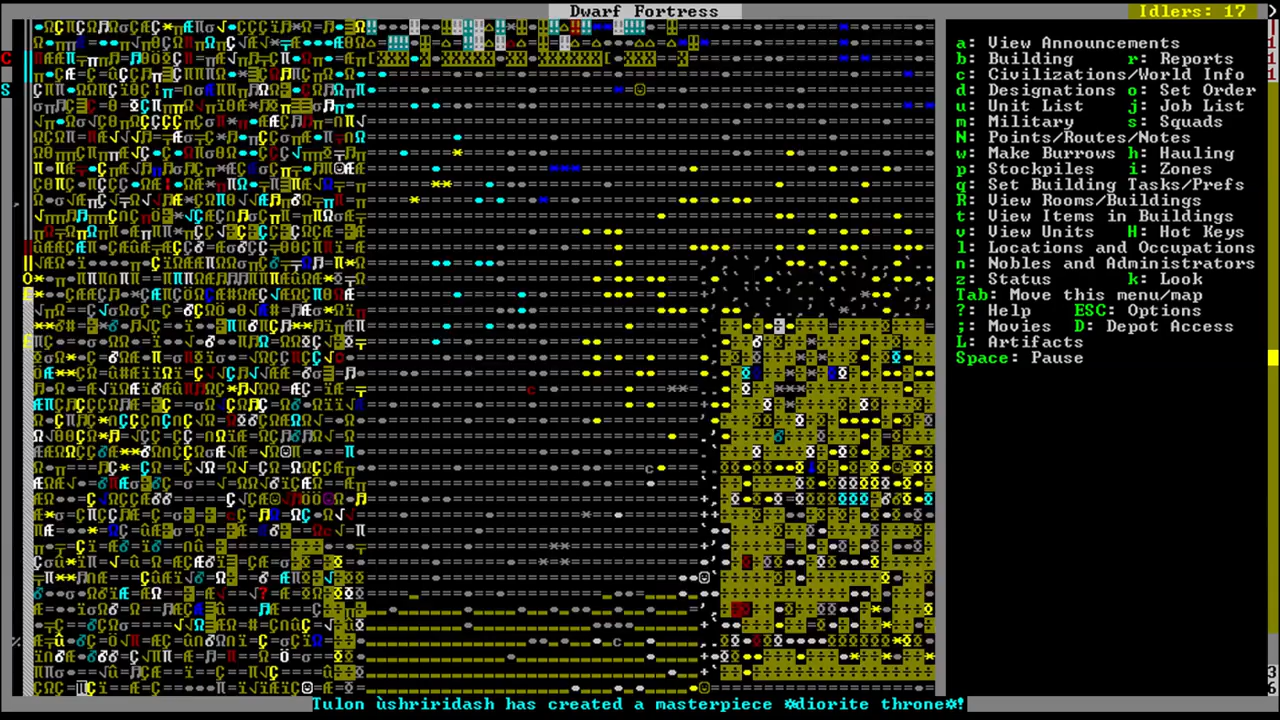 Dwarf Fortress
Idlers: 17
a: View Announcements
b: Building r: Reports
c: Civilizations/World Info
d: Designations o: Set Order
u: Unit List j: Job List
m: Military s: Squads
N: Points/Routes/Notes
w: Make Burrows h: Hauling
p: Stockpiles i: Zones
q: Set Building Tasks/Prefs
R: View Rooms/Buildings
t: View Items in Buildings
v: View Units H: Hot Keys
l: Locations and Occupations
n: Nobles and Administrators
z: Status k: Look
Tab: Move this menu/map
?: Help ESC: Options
;: Movies D: Depot Access
L: Artifacts
Space: Pause
Tulon ùshriridash has created a masterpiece ☼diorite throne☼!